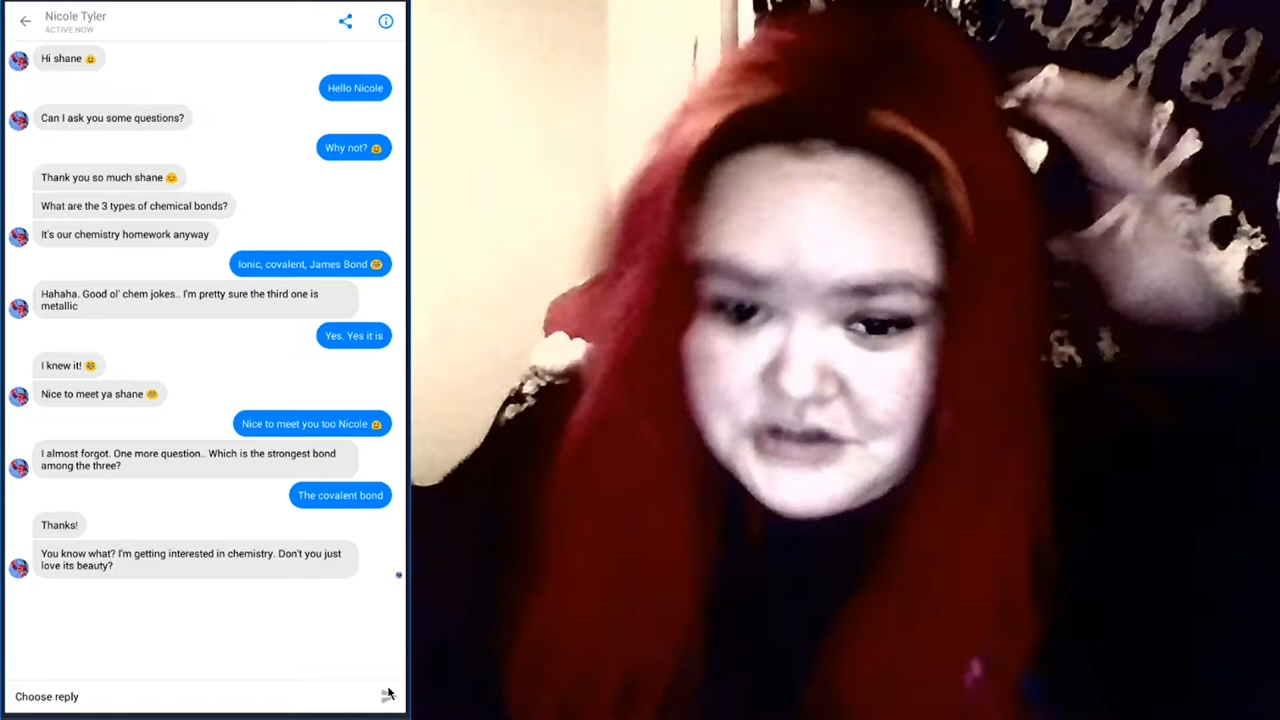 Nicole Tyler
ACTIVE NOW
Hi shane
Hello Nicole
Can I ask you some questions?
Why not?
Thank you so much shane
What are the 3 types of chemical bonds?
It's our chemistry homework anyway
Ionic, covalent, James Bond
Hahaha. Good ol' chem jokes.. I'm pretty sure the third one is
metallic
Yes. Yes it is
I knew it!
Nice to meet ya shane
Nice to meet you too Nicole
I almost forgot. One more question.. Which is the strongest bond
among the three?
The covalent bond
Thanks!
You know what? I'm getting interested in chemistry. Don't you just
love its beauty?
Choose reply